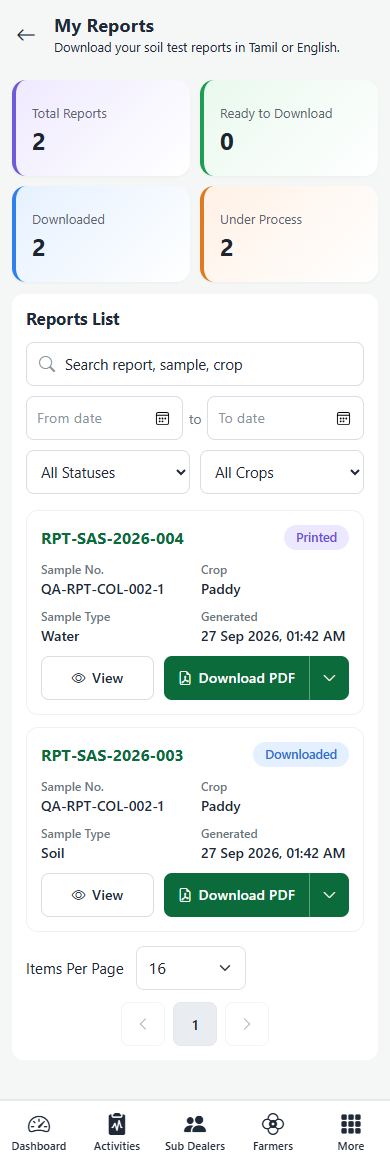 My Reports
Download your soil test reports in Tamil or English.
Total Reports
2
Ready to Download
0
Downloaded
2
Under Process
2
Reports List
Search report, sample, crop
From date to To date
All Statuses All Crops
RPT-SAS-2026-004 Printed
Sample No. Crop
QA-RPT-COL-002-1 Paddy
Sample Type Generated
Water 27 Sep 2026, 01:42 AM
View Download PDF
RPT-SAS-2026-003 Downloaded
Sample No. Crop
QA-RPT-COL-002-1 Paddy
Sample Type Generated
Soil 27 Sep 2026, 01:42 AM
View Download PDF
Items Per Page 16
1
Dashboard Activities Sub Dealers Farmers More